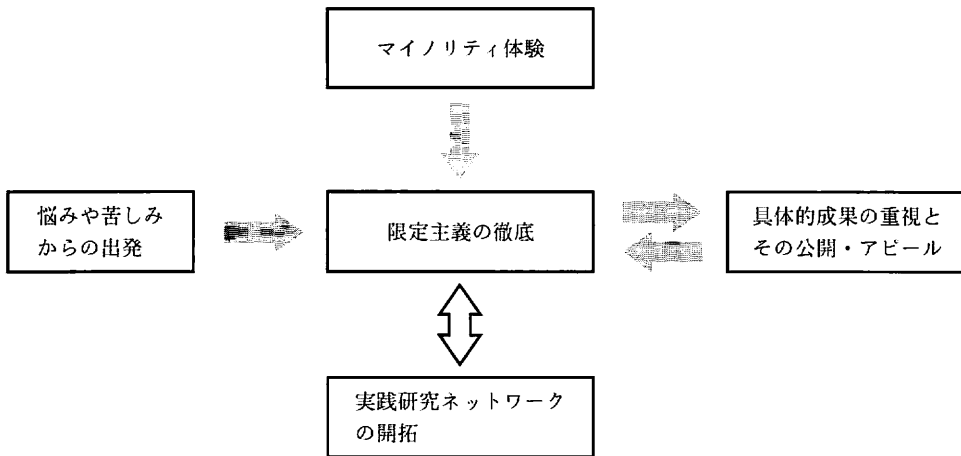 マイノリティ体験
悩みや苦しみ
からの出発
限定主義の徹底
具体的成果の重視と
その公開・アピール
実践研究ネットワーク
の開拓